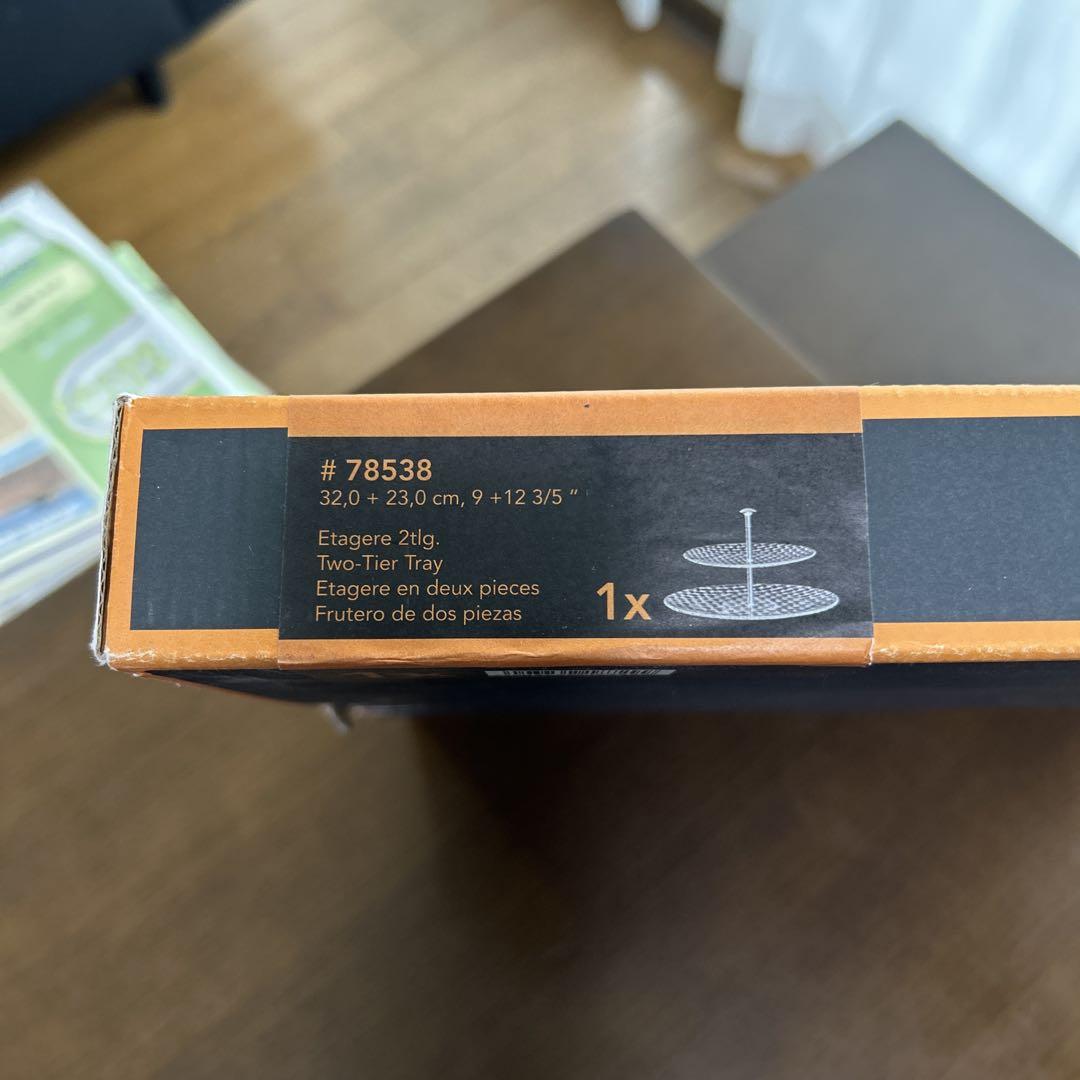 # 78538
32,0 + 23,0 cm, 9 +12 3/5 "
Etagere 2tlg.
Two-Tier Tray
Etagere en deux pieces
Frutero de dos piezas
1x